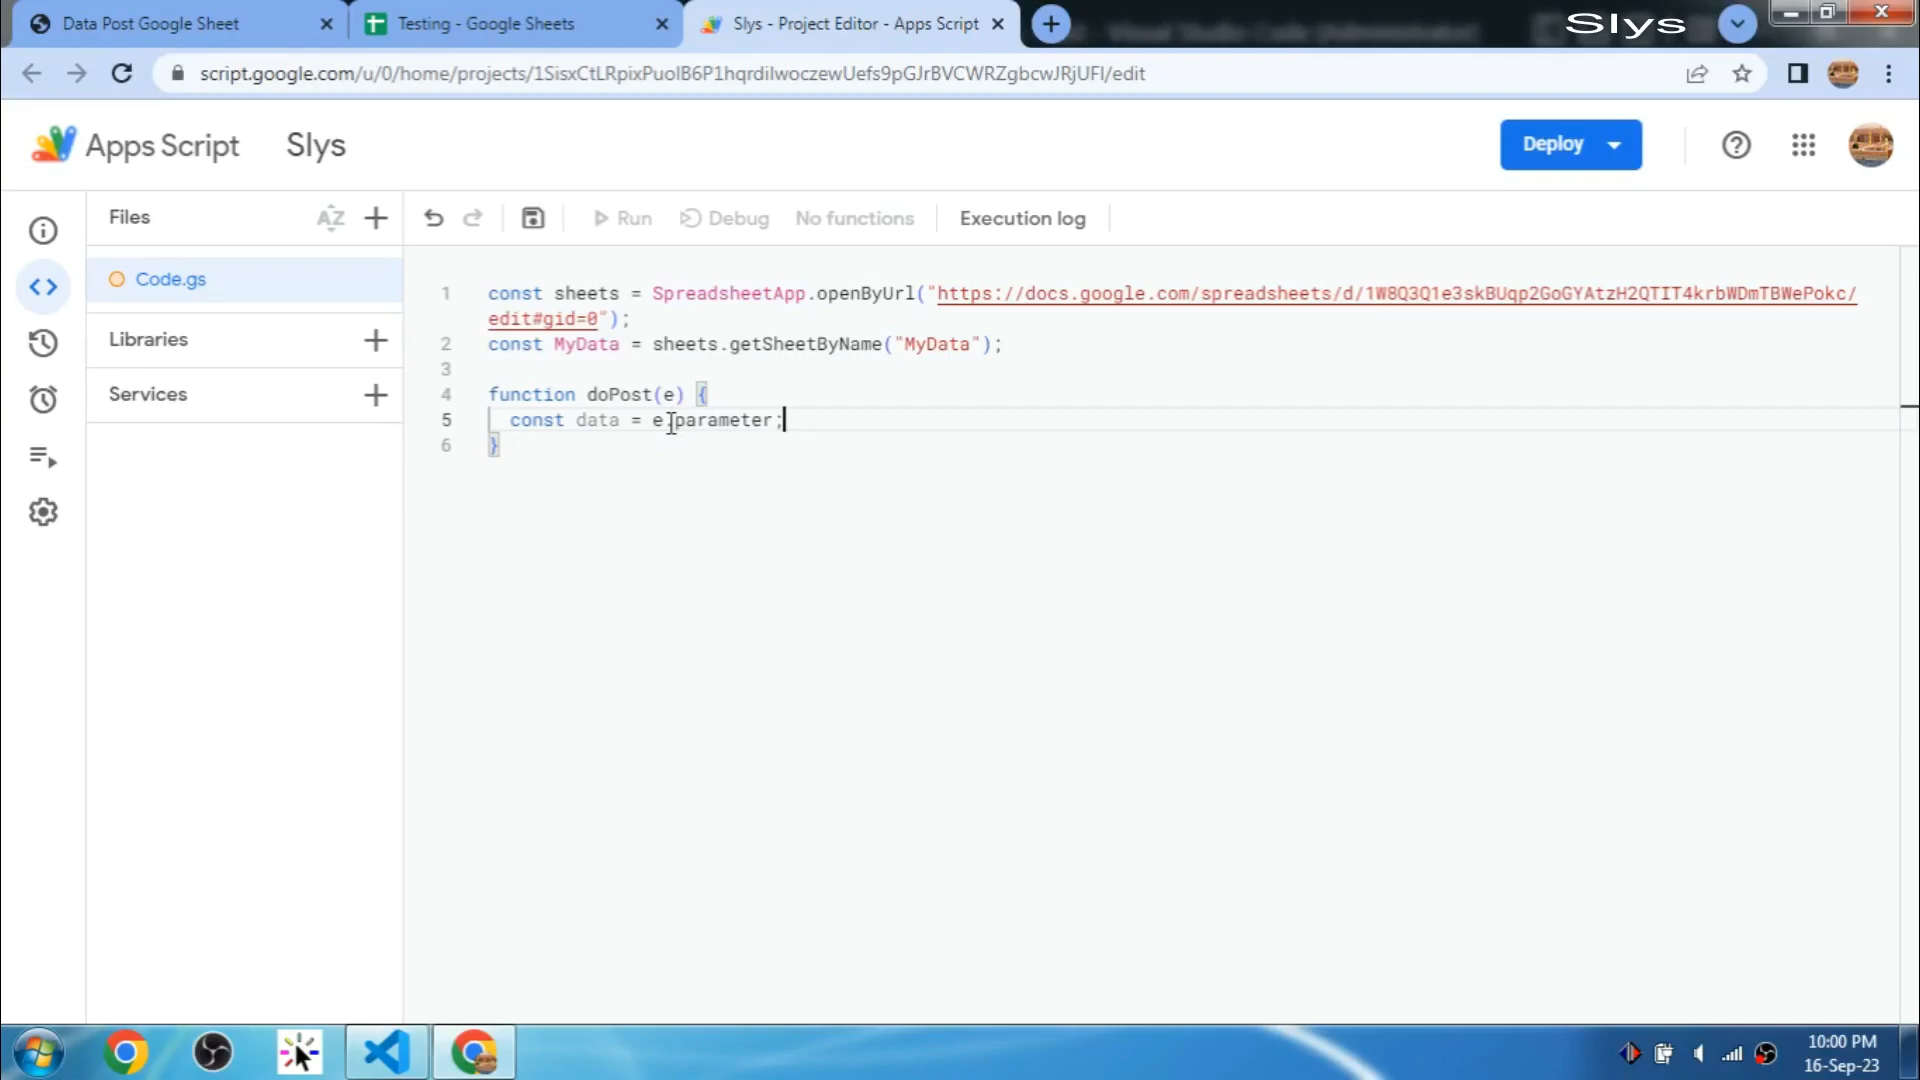 Data Post Google Sheet
Testing - Google Sheets
Slys - Project Editor - Apps Script
Slys
script.google.com/u/0/home/projects/1SisxCtLRpixPuolB6P1hqrdilwoczewUefs9pGJrBVCWRZgbcwJRjUFl/edit
Apps Script
Slys
Deploy
Files
AZ
Run
Debug
No functions
Execution log
Code.gs
Libraries
Services
1 const sheets = SpreadsheetApp.openByUrl("https://docs.google.com/spreadsheets/d/1W8Q3Q1e3skBUqp2GoGYAtzH2QTIT4krbWDmTBWePokc/
edit#gid=0");
2 const MyData = sheets.getSheetByName("MyData");
3
4 function doPost(e) {
5 const data = e.parameter;
6 }
10:00 PM
16-Sep-23